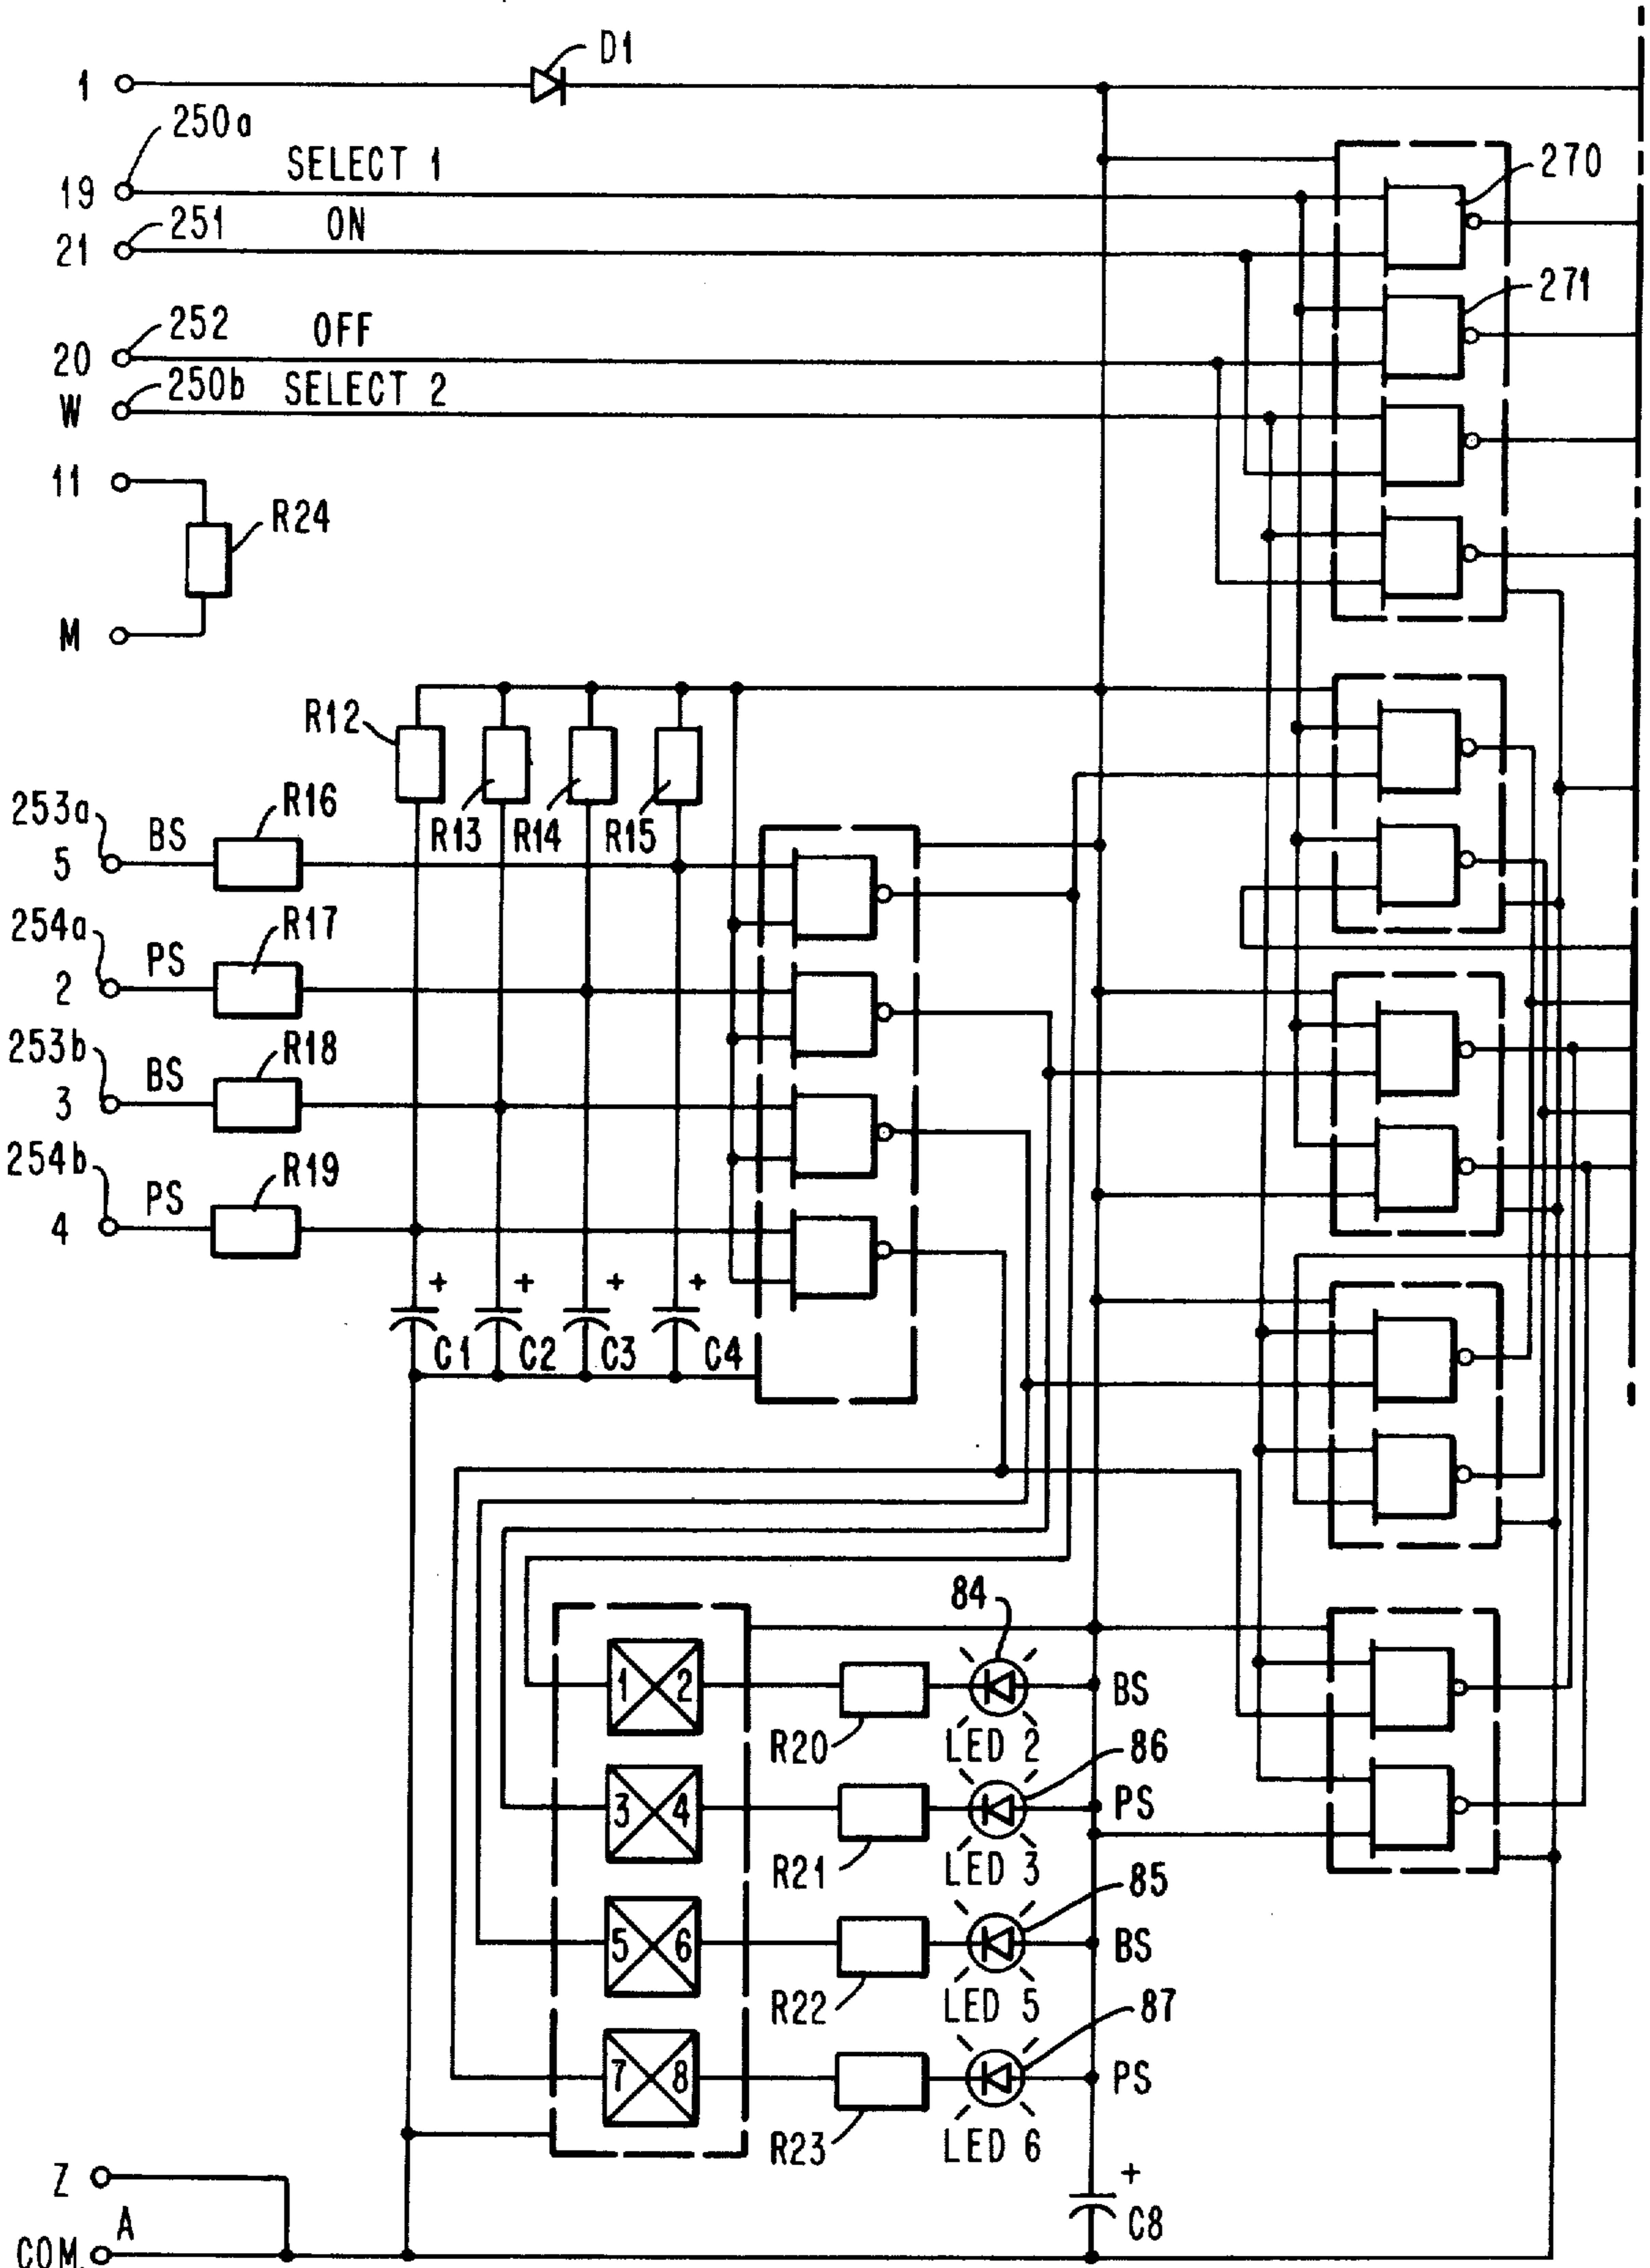 D1
1
250a
SELECT 1
19
270
251
ON
21
271
252
OFF
20
250b
SELECT 2
W
11
R24
M
R12
R13
R14
R15
253a
BS
R16
5
254a
PS
R17
2
253b
BS
R18
3
254b
PS
R19
4
+
+
+
+
C1
C2
C3
C4
84
1
2
R20
LED 2
BS
86
3
4
R21
LED 3
PS
85
5
6
R22
LED 5
BS
87
7
8
R23
LED 6
PS
Z
+
C8
A
COM.